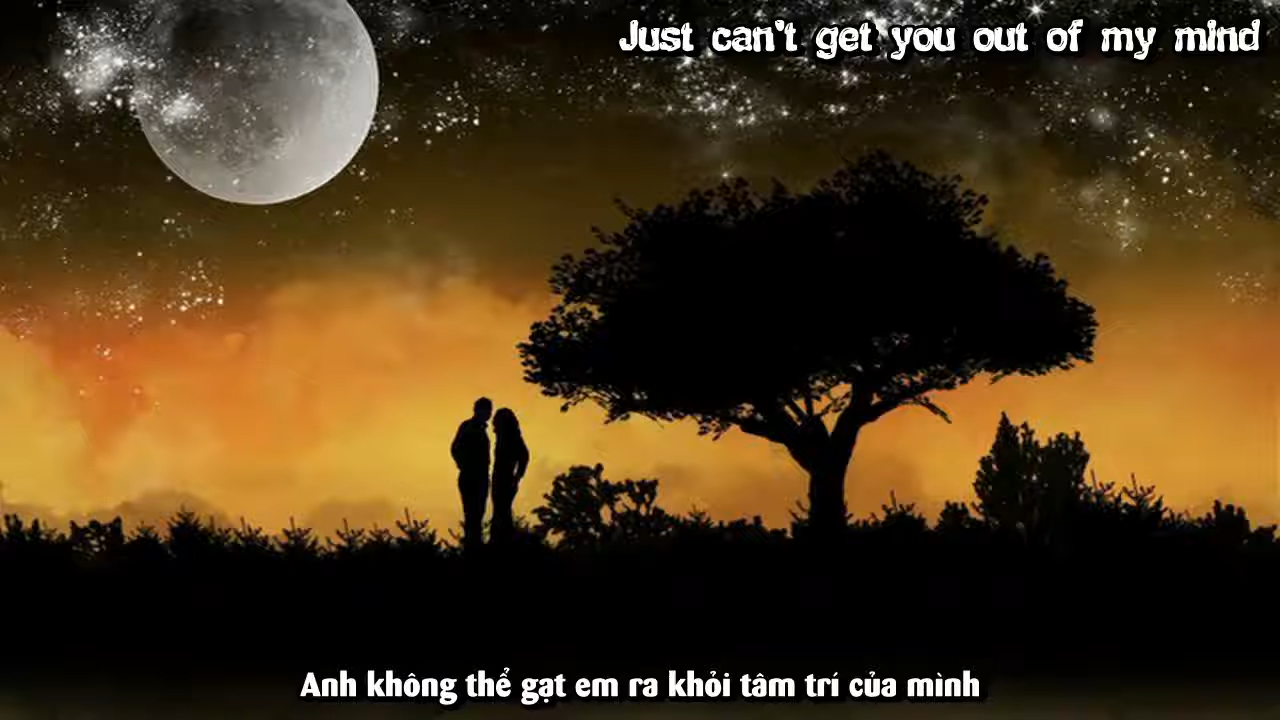 Just can't get you out of my mind
Anh không thể gạt em ra khỏi tâm trí của mình